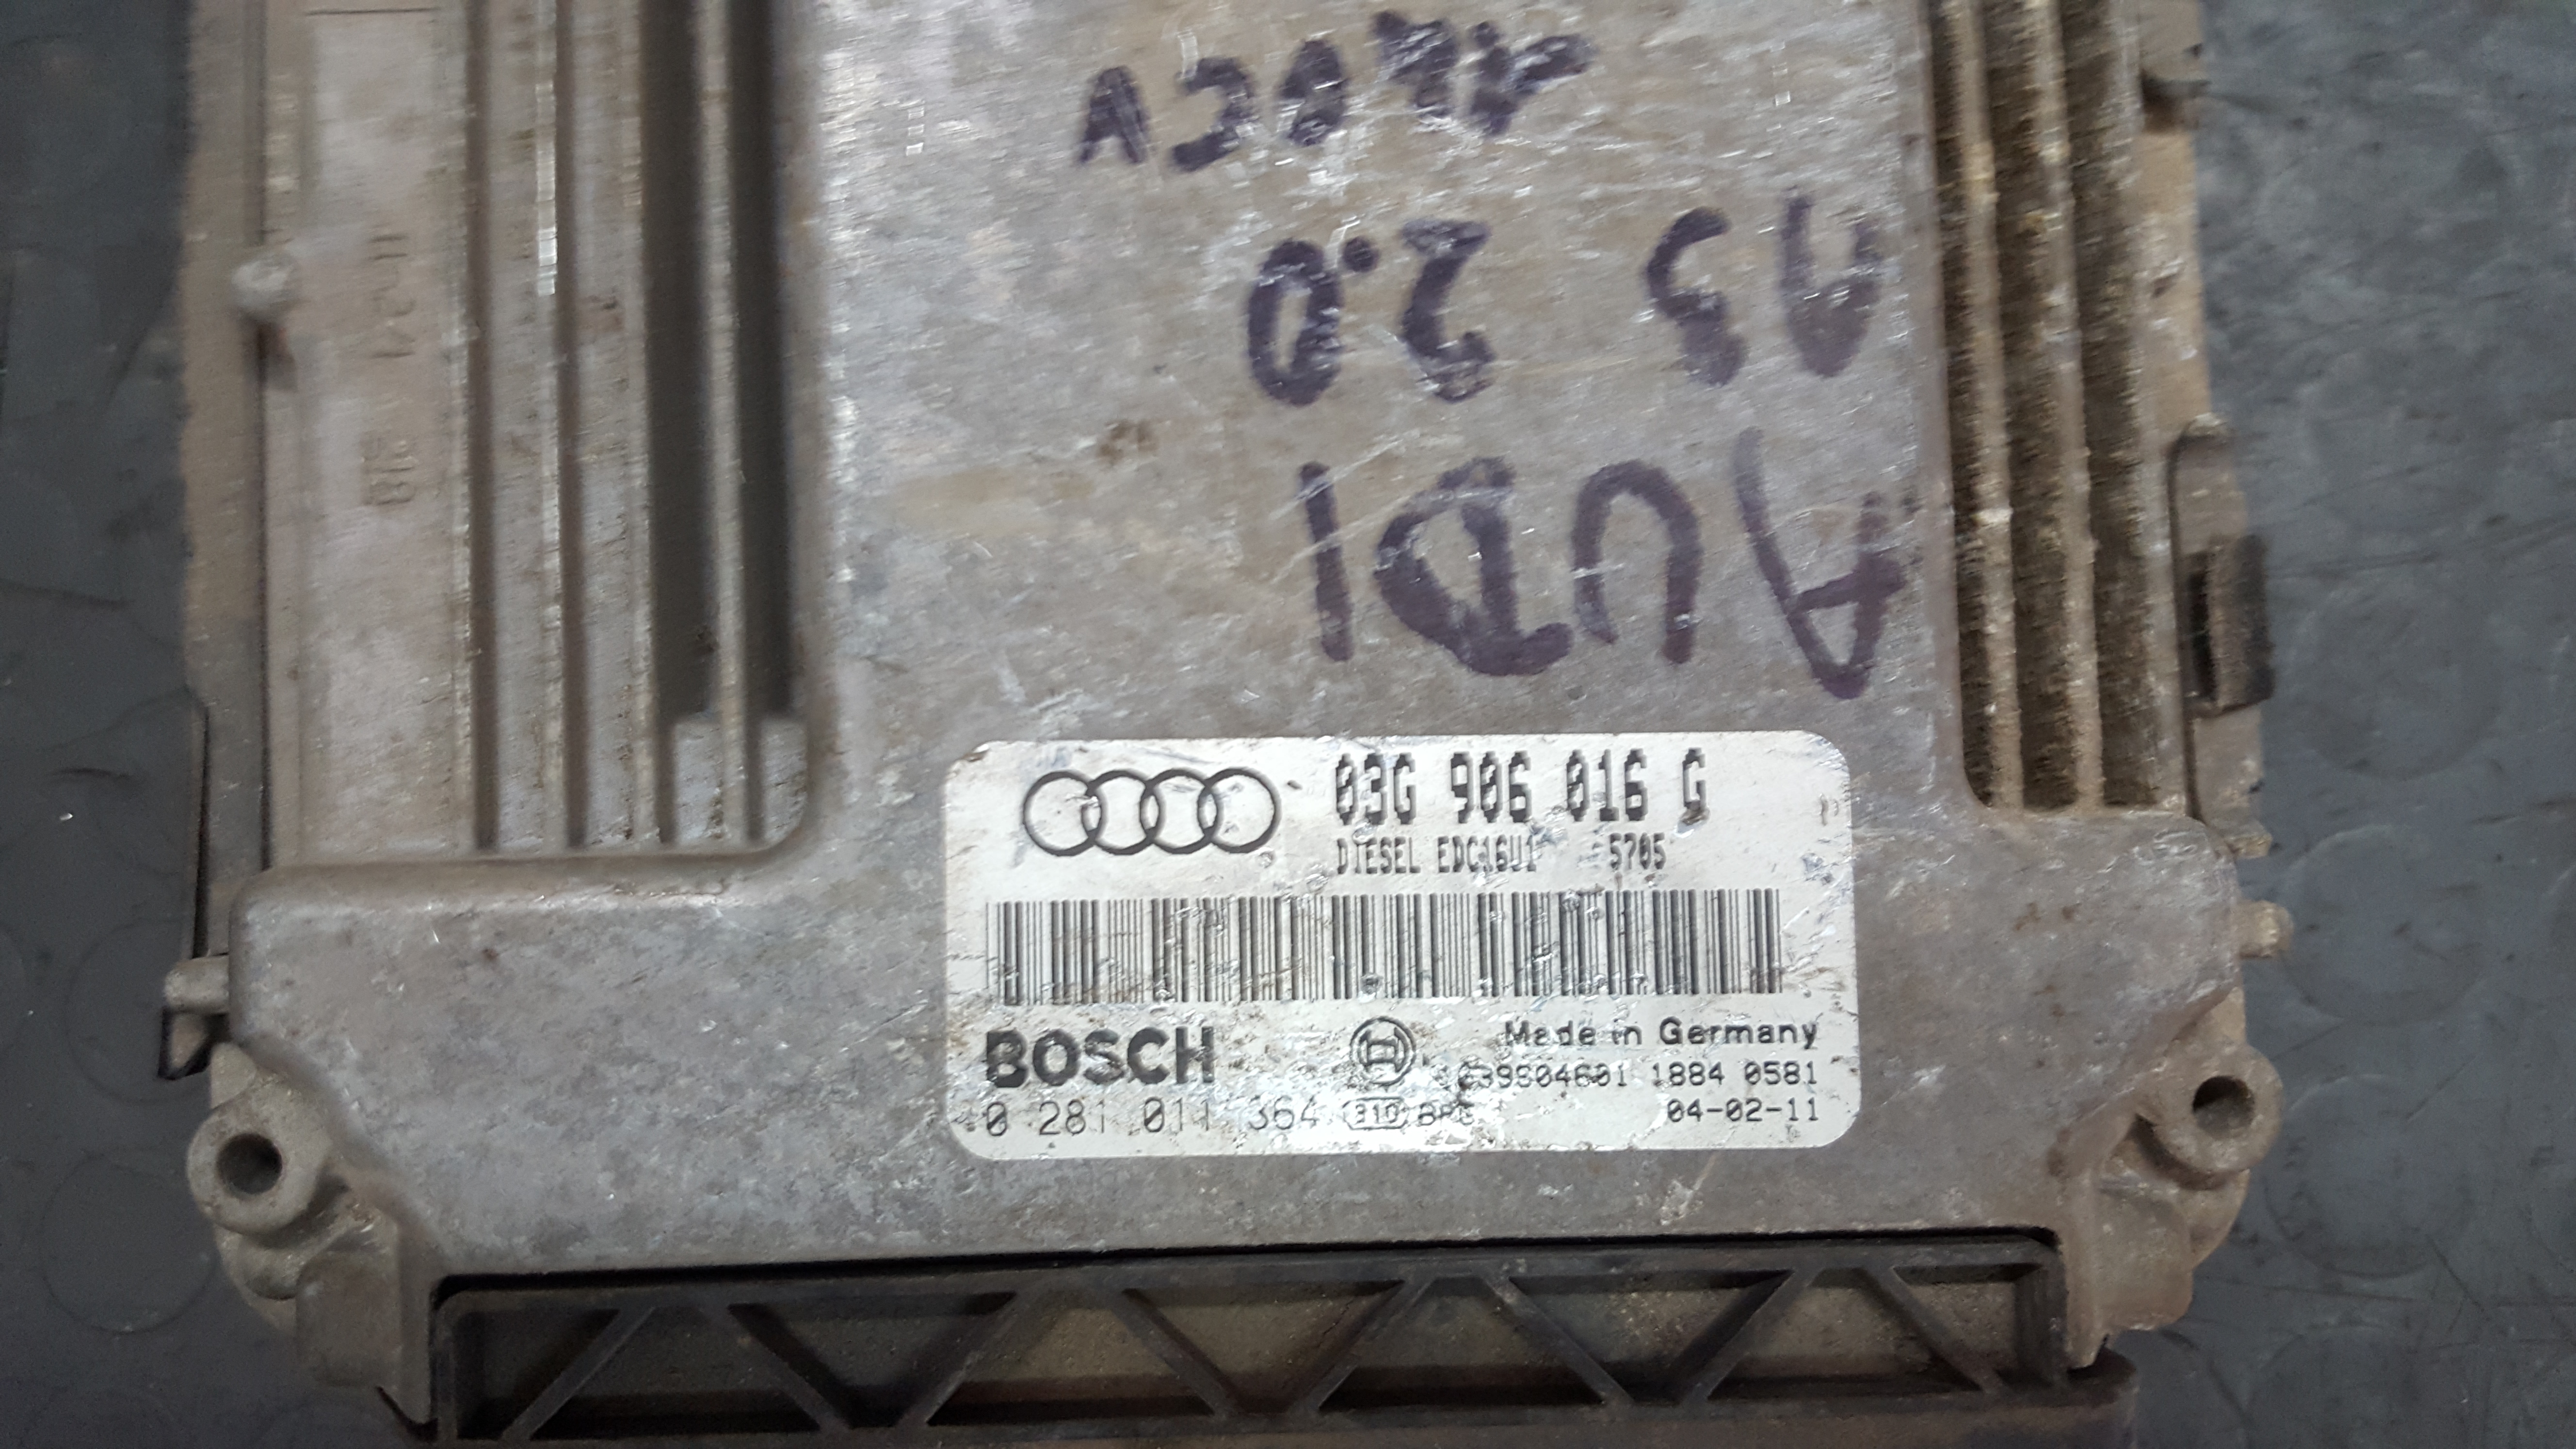 AUDI
A3 2.0
03G 906 016 G
DIESEL EDC16U1 5705
BOSCH
Made in Germany
1884 0581
0 281 011 364
04-02-11